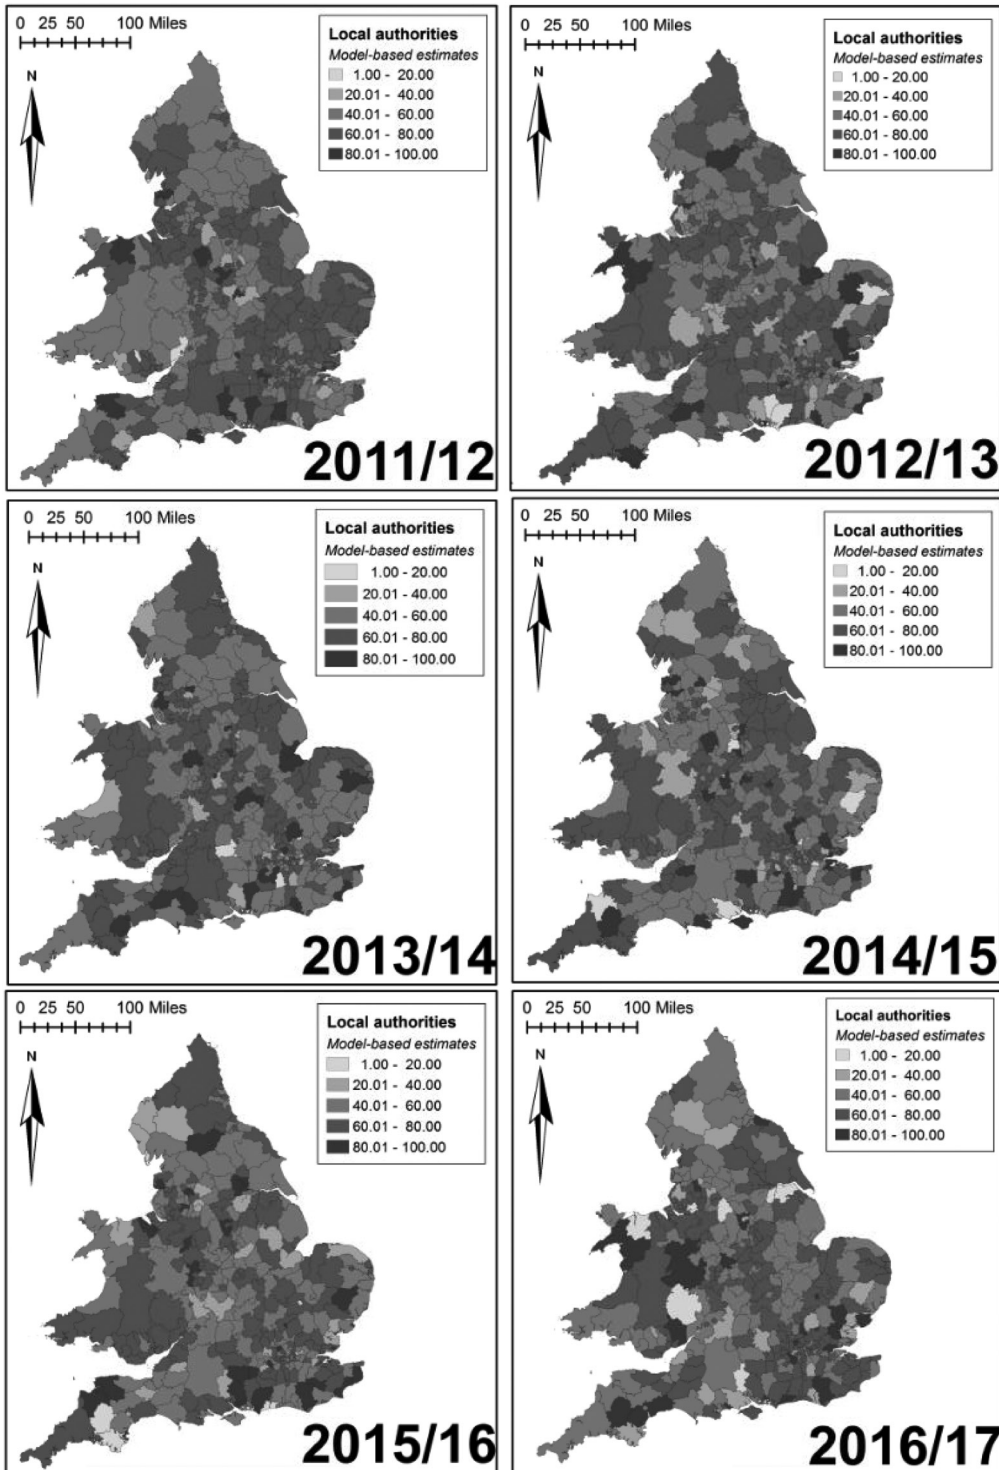 0 25 50 100 Miles
N
Local authorities
Model-based estimates
1.00 - 20.00
20.01 - 40.00
40.01 - 60.00
60.01 - 80.00
80.01 - 100.00
2011/12
0 25 50 100 Miles
N
Local authorities
Model-based estimates
1.00 - 20.00
20.01 - 40.00
40.01 - 60.00
60.01 - 80.00
80.01 - 100.00
2012/13
0 25 50 100 Miles
N
Local authorities
Model-based estimates
1.00 - 20.00
20.01 - 40.00
40.01 - 60.00
60.01 - 80.00
80.01 - 100.00
2013/14
0 25 50 100 Miles
N
Local authorities
Model-based estimates
1.00 - 20.00
20.01 - 40.00
40.01 - 60.00
60.01 - 80.00
80.01 - 100.00
2014/15
0 25 50 100 Miles
N
Local authorities
Model-based estimates
1.00 - 20.00
20.01 - 40.00
40.01 - 60.00
60.01 - 80.00
80.01 - 100.00
2015/16
0 25 50 100 Miles
N
Local authorities
Model-based estimates
1.00 - 20.00
20.01 - 40.00
40.01 - 60.00
60.01 - 80.00
80.01 - 100.00
2016/17